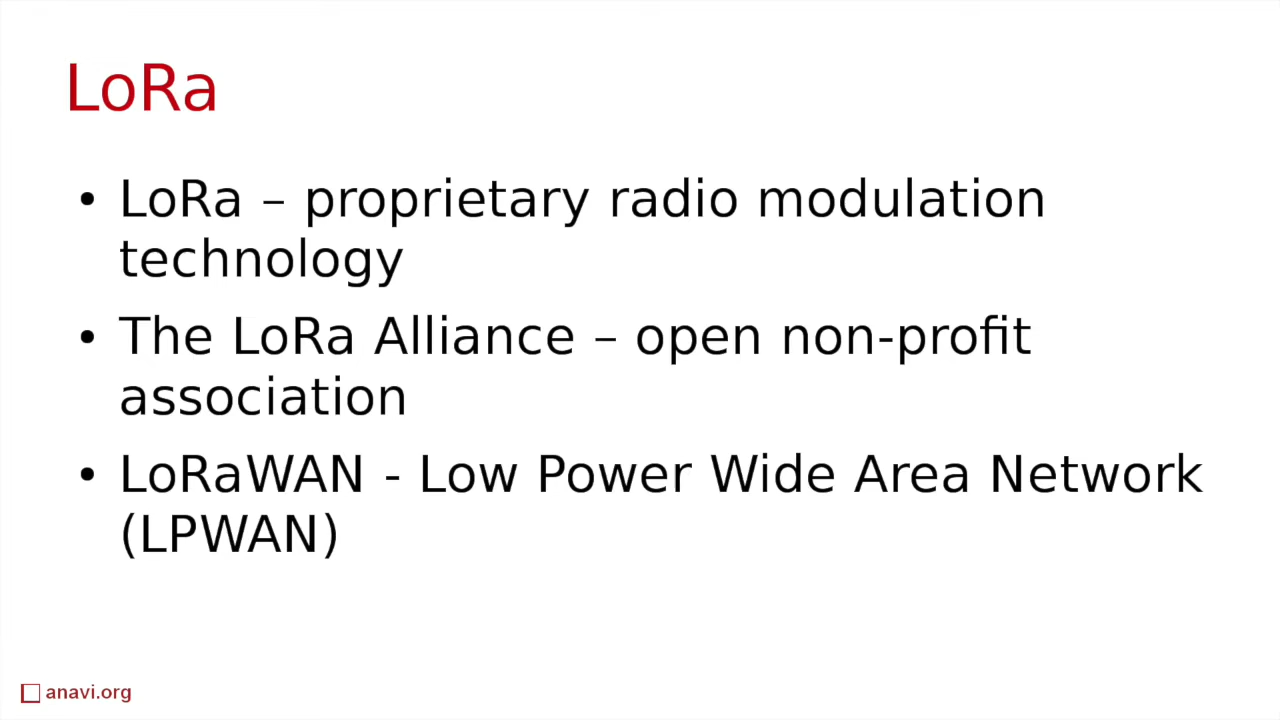 LoRa
• LoRa – proprietary radio modulation
technology
• The LoRa Alliance – open non-profit
association
• LoRaWAN - Low Power Wide Area Network
(LPWAN)
anavi.org